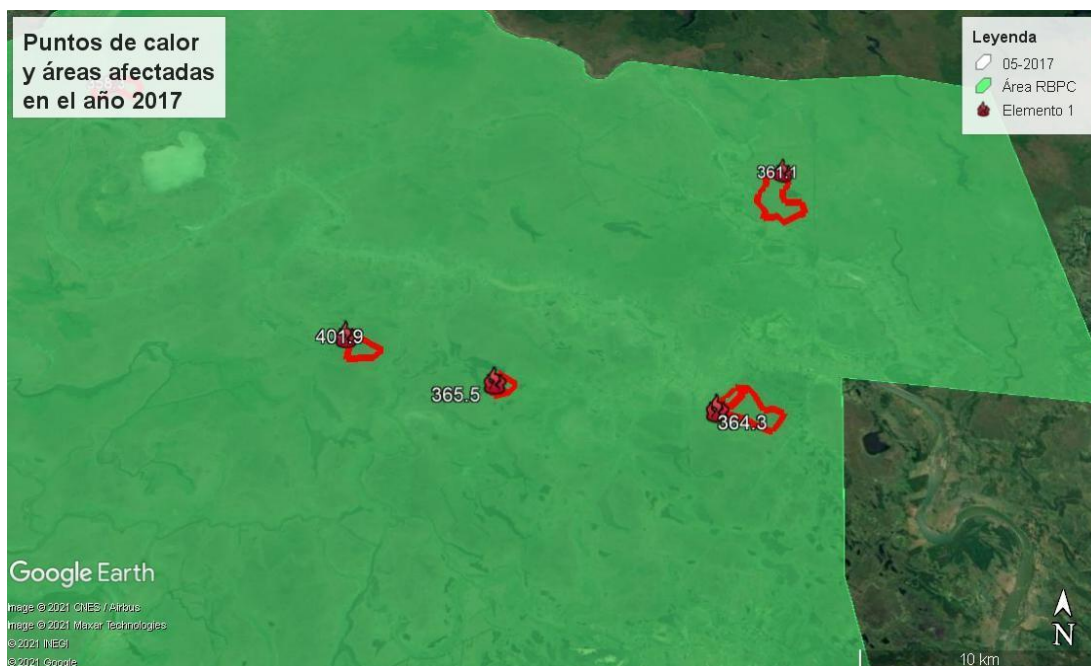 Puntos de calor
y áreas afectadas
en el año 2017
Leyenda
05-2017
Área RBPC
Elemento 1
361.1
401.9
365.5
364.3
Google Earth
Image © 2021 CNES / Airbus
Image © 2021 Maxar Technologies
© 2021 INEGI
© 2021 Google
N
10 km